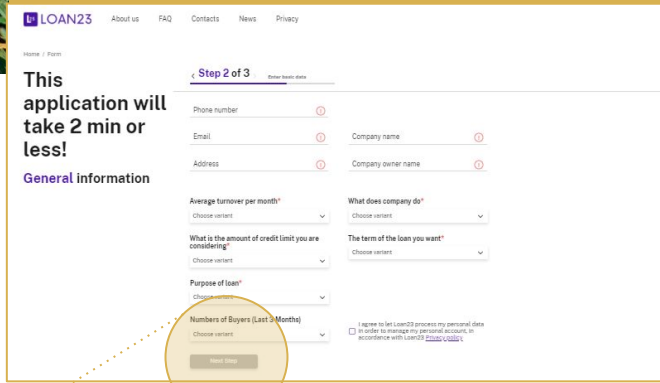 LOAN23
About us FAQ Contacts News Privacy
Home / Form
This
application will
take 2 min or
less!
General information
‹ Step 2 of 3 Enter basic data
Phone number
Email
Company name
Address
Company owner name
Average turnover per month*
What does company do*
Choose variant
Choose variant
What is the amount of credit limit you are
considering*
The term of the loan you want*
Choose variant
Choose variant
Purpose of loan*
Choose variant
Numbers of Buyers (Last 3 Months)
Choose variant
I agree to let Loan23 process my personal data
in order to manage my personal account, in
accordance with Loan23 Privacy policy
Next Step